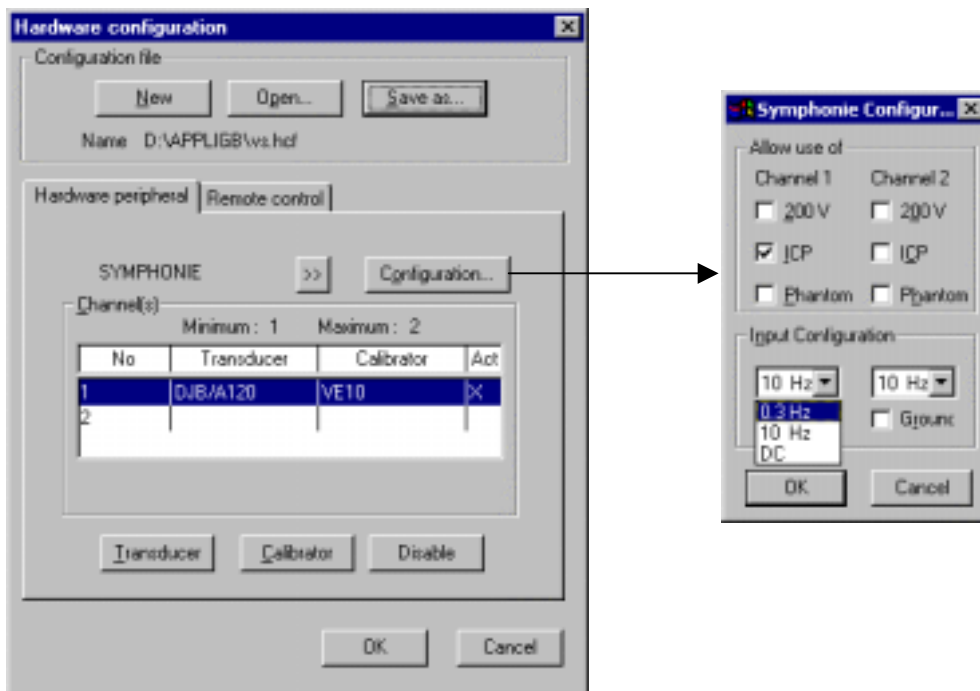 Hardware configuration
Configuration file
New Open... Save as...
Name D:\APPLIGB\vs.hcf
Hardware peripheral Remote control
SYMPHONIE >> Configuration...
Channel(s)
Minimum : 1 Maximum : 2
No Transducer Calibrator Act
1 DJB/A120 VE10 X
2
Transducer Calibrator Disable
OK Cancel
Symphonie Configur...
Allow use of
Channel 1 Channel 2
200 V 200 V
ICP ICP
Phantom Phantom
Input Configuration
10 Hz 10 Hz
0.3 Hz
10 Hz Ground
DC
OK Cancel